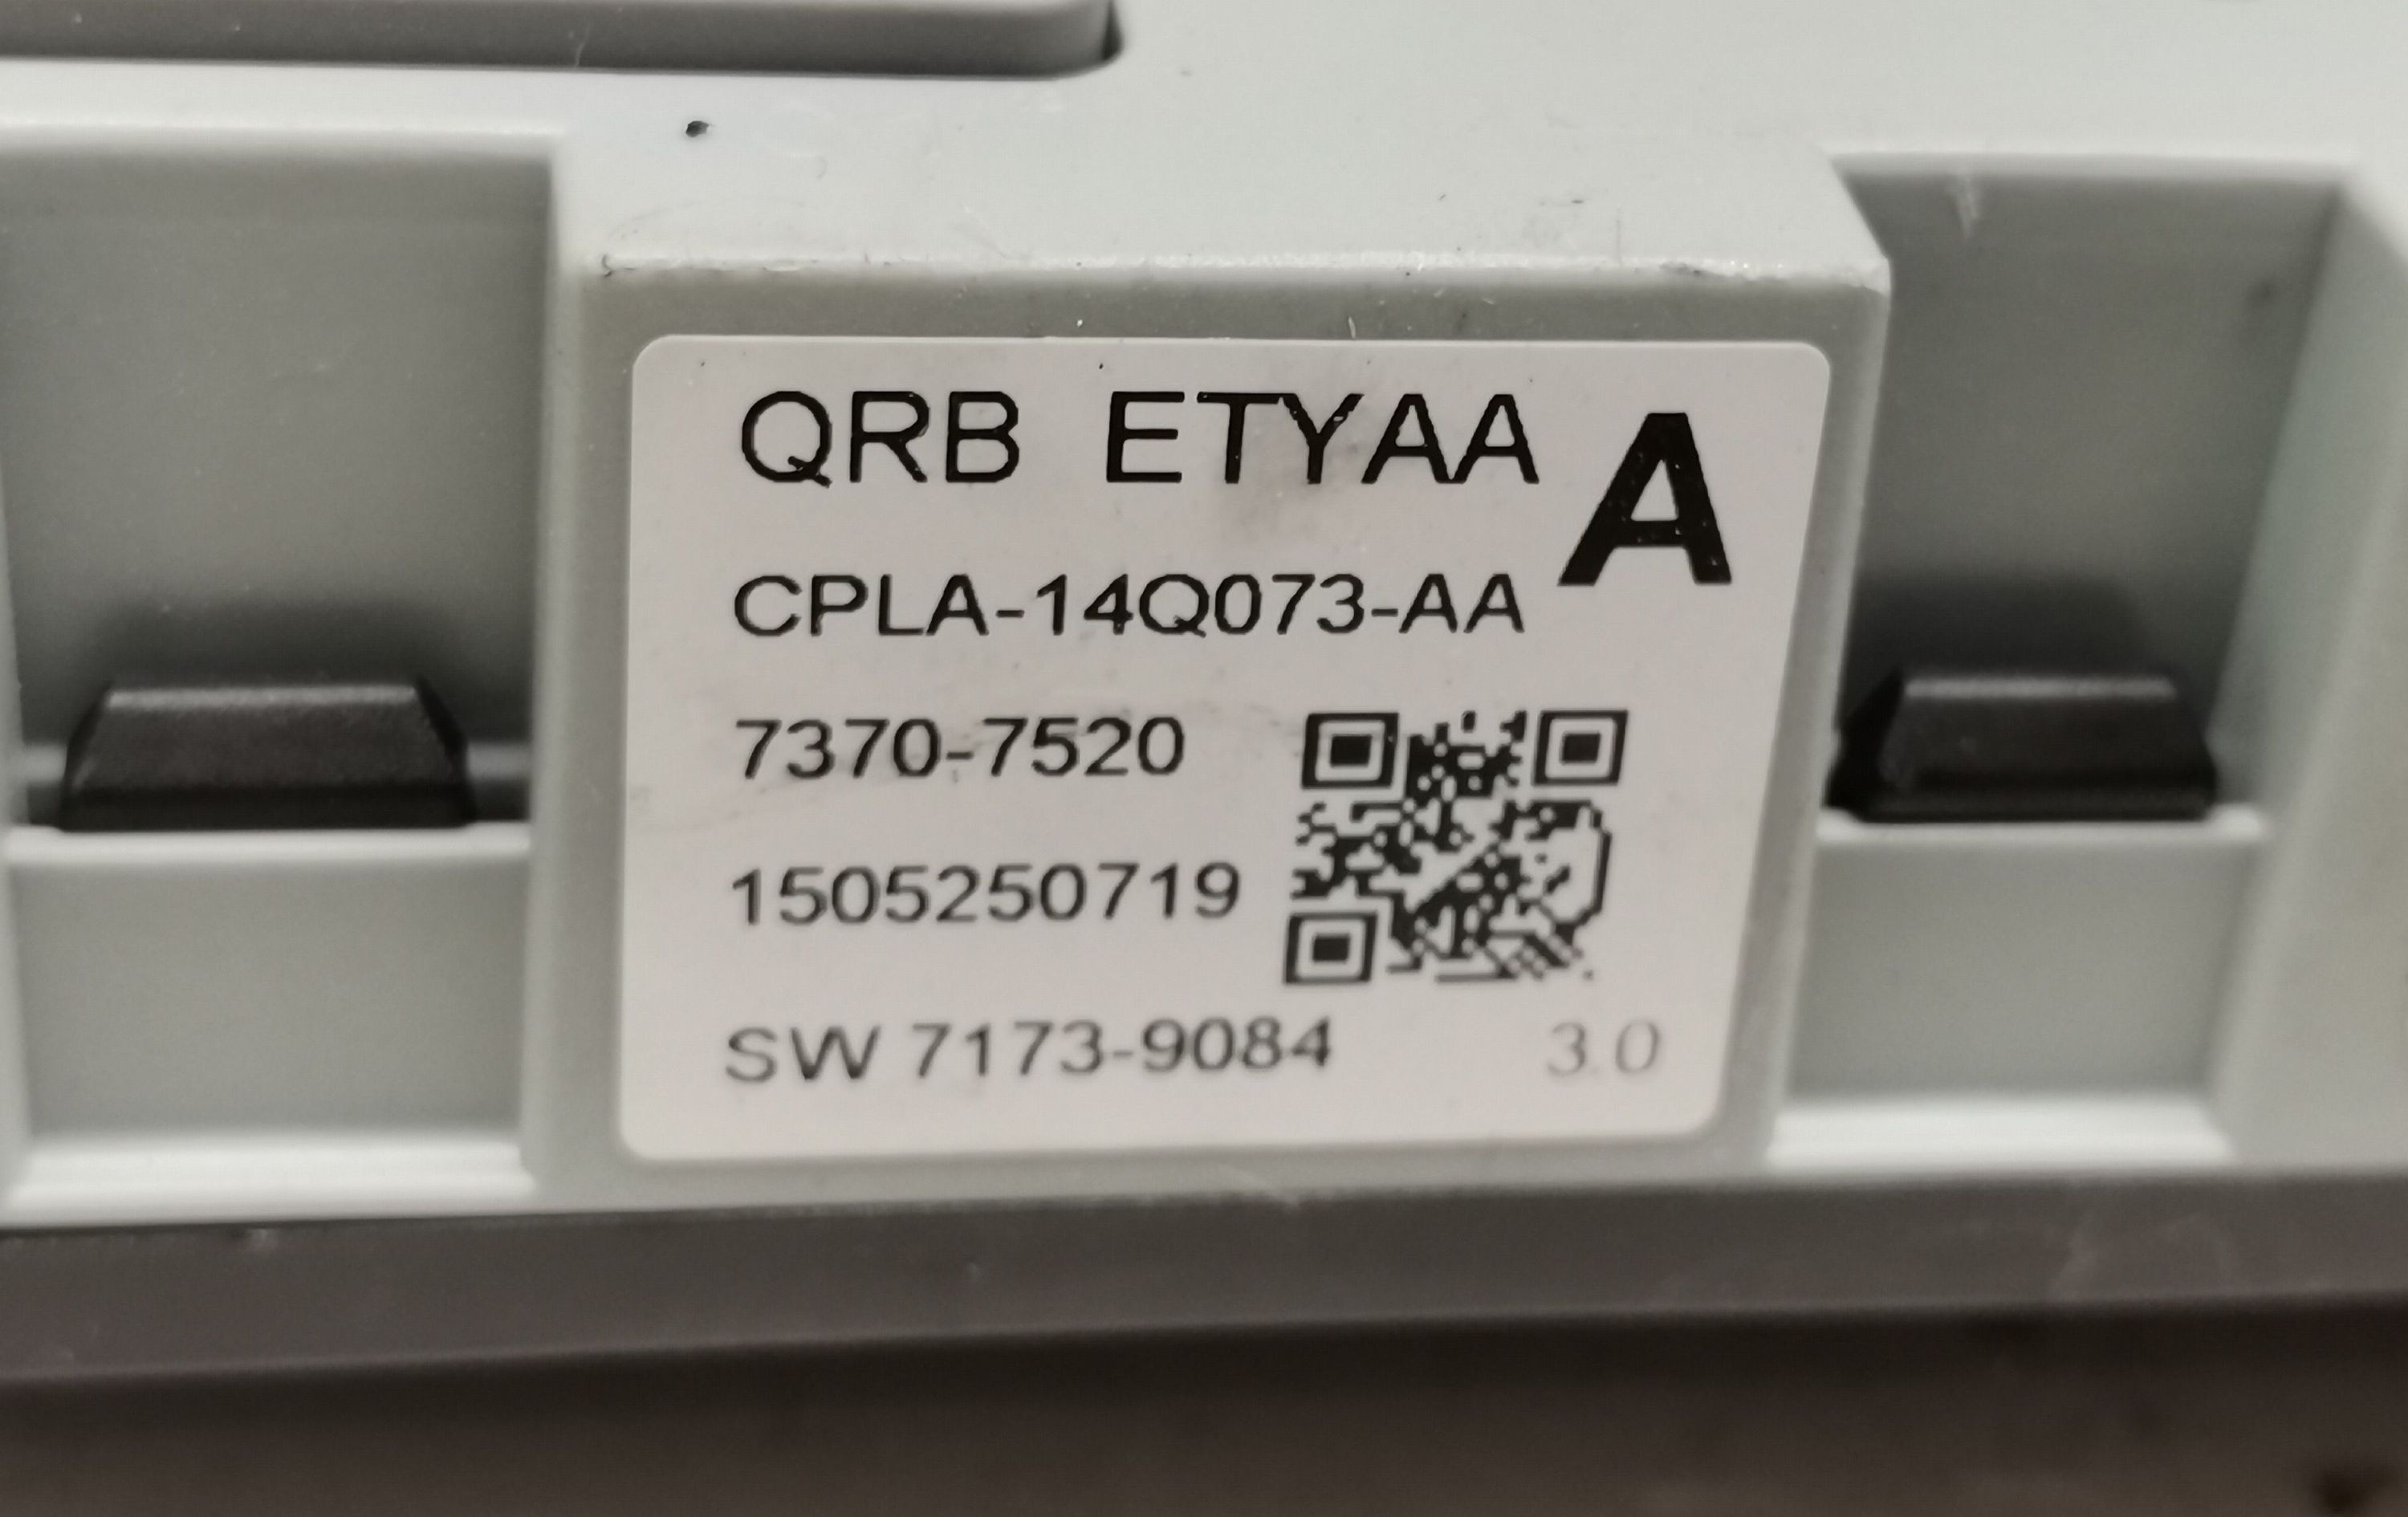 QRB ETYAA A
CPLA-14Q073-AA
7370-7520
1505250719
SW 7173-9084 3.0